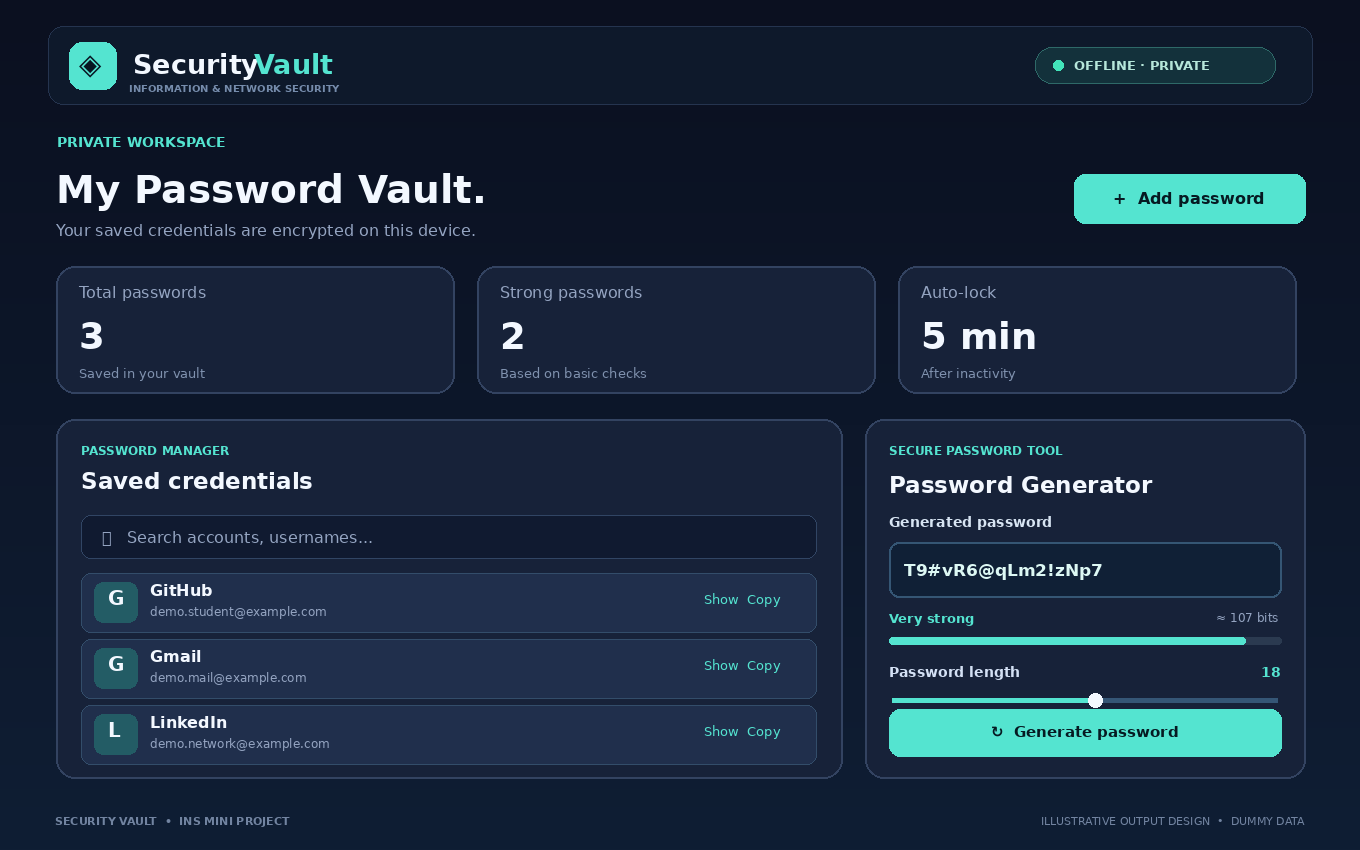 SecurityVault
INFORMATION & NETWORK SECURITY
OFFLINE · PRIVATE
PRIVATE WORKSPACE
My Password Vault.
+ Add password
Your saved credentials are encrypted on this device.
Total passwords
3
Saved in your vault
Strong passwords
2
Based on basic checks
Auto-lock
5 min
After inactivity
PASSWORD MANAGER
Saved credentials
Search accounts, usernames...
G
GitHub
demo.student@example.com
Show Copy
G
Gmail
demo.mail@example.com
Show Copy
L
LinkedIn
demo.network@example.com
Show Copy
SECURE PASSWORD TOOL
Password Generator
Generated password
T9#vR6@qLm2!zNp7
Very strong ≈ 107 bits
Password length 18
↻ Generate password
SECURITY VAULT • INS MINI PROJECT
ILLUSTRATIVE OUTPUT DESIGN • DUMMY DATA